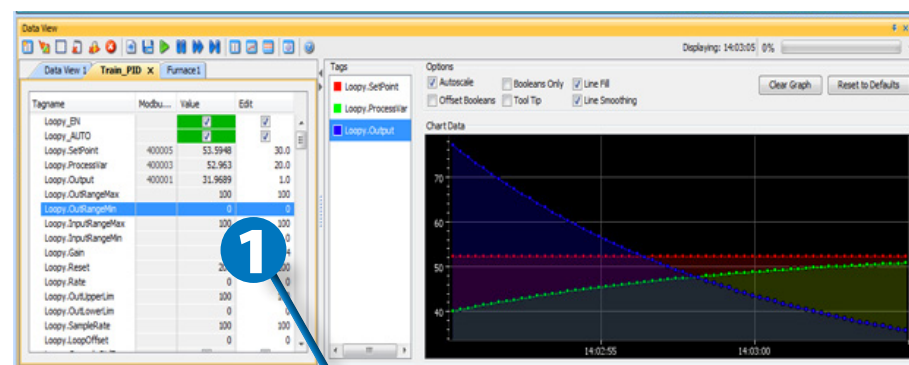 Data View
Displaying: 14:03:05 0%
Data View 1 Train_PID X Furnace1
Tagname Modbu... Value Edit
Loopy_EN
Loopy_AUTO
Loopy.SetPoint 400005 53.5948 30.0
Loopy.ProcessVar 400003 52.963 20.0
Loopy.Output 400001 31.9689 1.0
Loopy.OutRangeMax 100 100
Loopy.OutRangeMin 0 0
Loopy.InputRangeMax 100 100
Loopy.InputRangeMin 0
Loopy.Gain 4
Loopy.Reset
Loopy.Rate 0 0
Loopy.OutUpperLim 100
Loopy.OutLowerLim 0 0
Loopy.SampleRate 100 100
Loopy.LoopOffset 0 0
1
Tags
Loopy.SetPoint
Loopy.ProcessVar
Loopy.Output
Options
Autoscale Booleans Only Line Fill
Offset Booleans Tool Tip Line Smoothing
Clear Graph Reset to Defaults
Chart Data
70
60
50
40
14:02:55 14:03:00